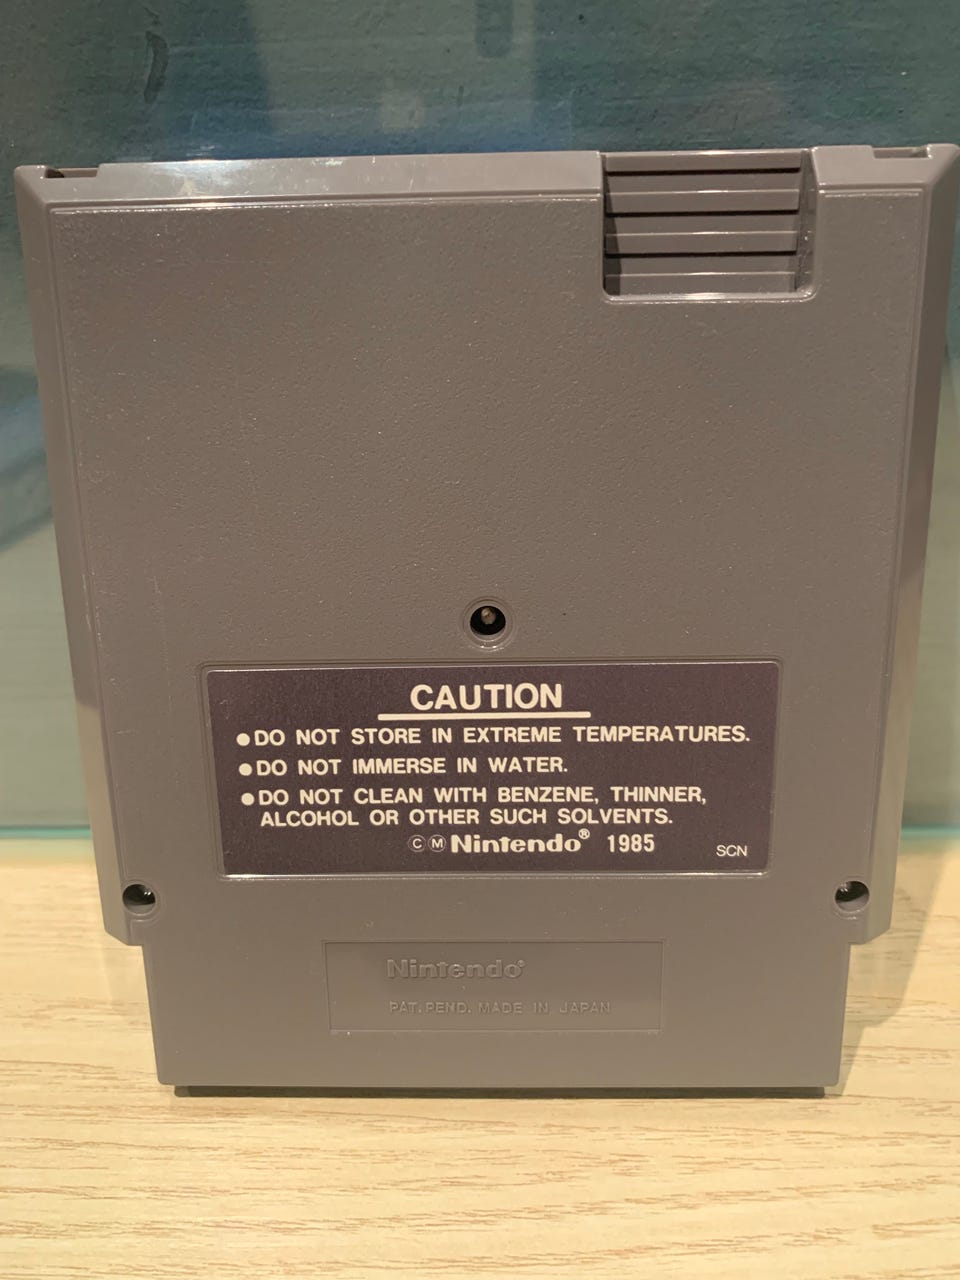 CAUTION
●DO NOT STORE IN EXTREME TEMPERATURES.
●DO NOT IMMERSE IN WATER.
●DO NOT CLEAN WITH BENZENE, THINNER,
ALCOHOL OR OTHER SUCH SOLVENTS.
ⒸⓂNintendo® 1985
SCN
Nintendo®
PAT. PEND. MADE IN JAPAN